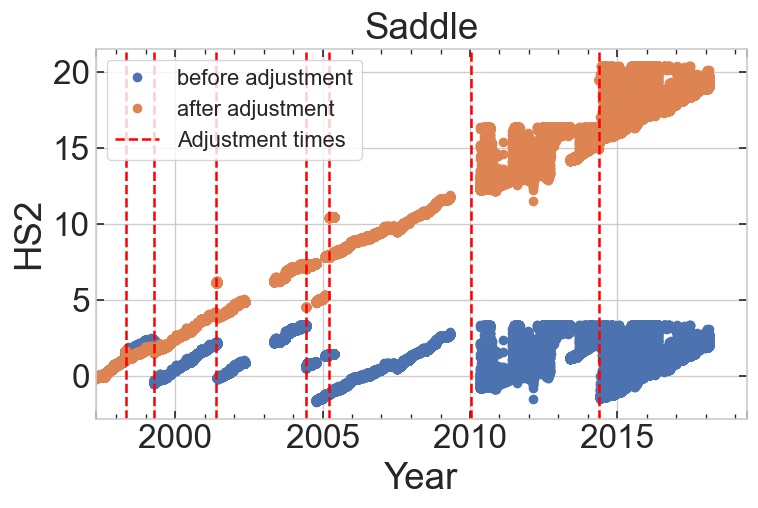 Saddle
before adjustment
after adjustment
Adjustment times
HS2
20
15
10
5
0
2000 2005 2010 2015
Year